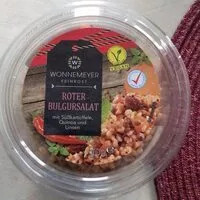 W
WONNEMEYER
FEINKOST
ROTER
BULGURSALAT
mit Süßkartoffeln,
Quinoa und
Linsen